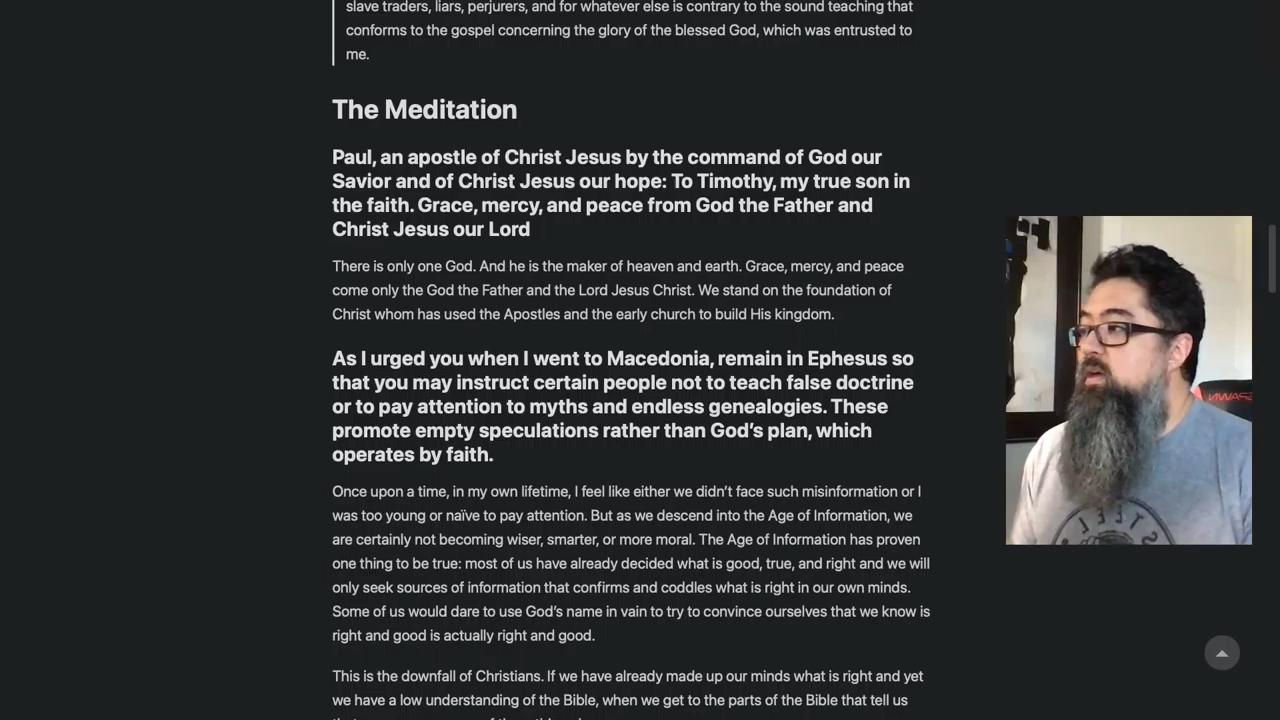 slave traders, liars, perjurers, and for whatever else is contrary to the sound teaching that
conforms to the gospel concerning the glory of the blessed God, which was entrusted to
me.
The Meditation
Paul, an apostle of Christ Jesus by the command of God our
Savior and of Christ Jesus our hope: To Timothy, my true son in
the faith. Grace, mercy, and peace from God the Father and
Christ Jesus our Lord
There is only one God. And he is the maker of heaven and earth. Grace, mercy, and peace
come only the God the Father and the Lord Jesus Christ. We stand on the foundation of
Christ whom has used the Apostles and the early church to build His kingdom.
As I urged you when I went to Macedonia, remain in Ephesus so
that you may instruct certain people not to teach false doctrine
or to pay attention to myths and endless genealogies. These
promote empty speculations rather than God’s plan, which
operates by faith.
Once upon a time, in my own lifetime, I feel like either we didn’t face such misinformation or I
was too young or naïve to pay attention. But as we descend into the Age of Information, we
are certainly not becoming wiser, smarter, or more moral. The Age of Information has proven
one thing to be true: most of us have already decided what is good, true, and right and we will
only seek sources of information that confirms and coddles what is right in our own minds.
Some of us would dare to use God’s name in vain to try to convince ourselves that we know is
right and good is actually right and good.
This is the downfall of Christians. If we have already made up our minds what is right and yet
we have a low understanding of the Bible, when we get to the parts of the Bible that tell us